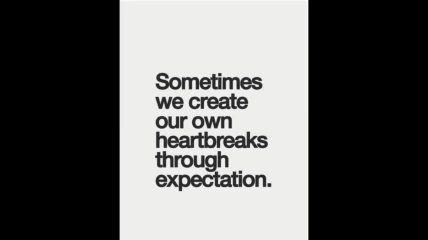 Sometimes
we create
our own
heartbreaks
through
expectation.